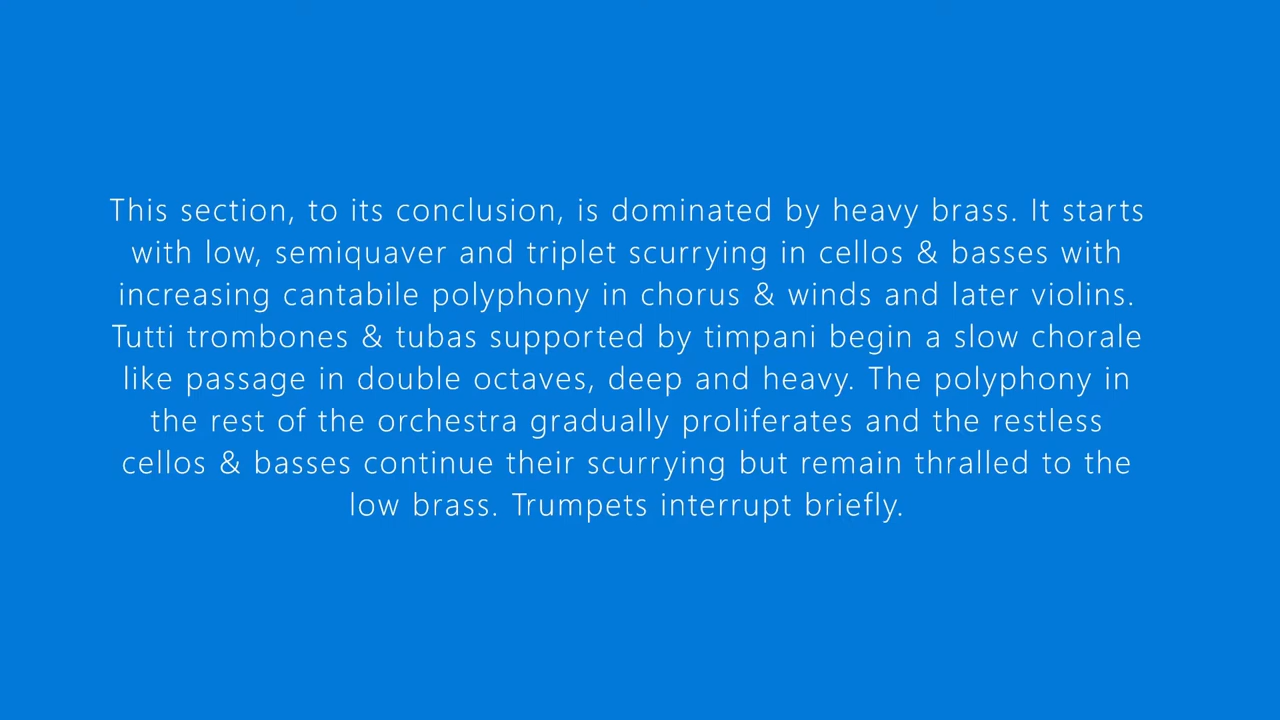 This section, to its conclusion, is dominated by heavy brass. It starts
with low, semiquaver and triplet scurrying in cellos & basses with
increasing cantabile polyphony in chorus & winds and later violins.
Tutti trombones & tubas supported by timpani begin a slow chorale
like passage in double octaves, deep and heavy. The polyphony in
the rest of the orchestra gradually proliferates and the restless
cellos & basses continue their scurrying but remain thralled to the
low brass. Trumpets interrupt briefly.